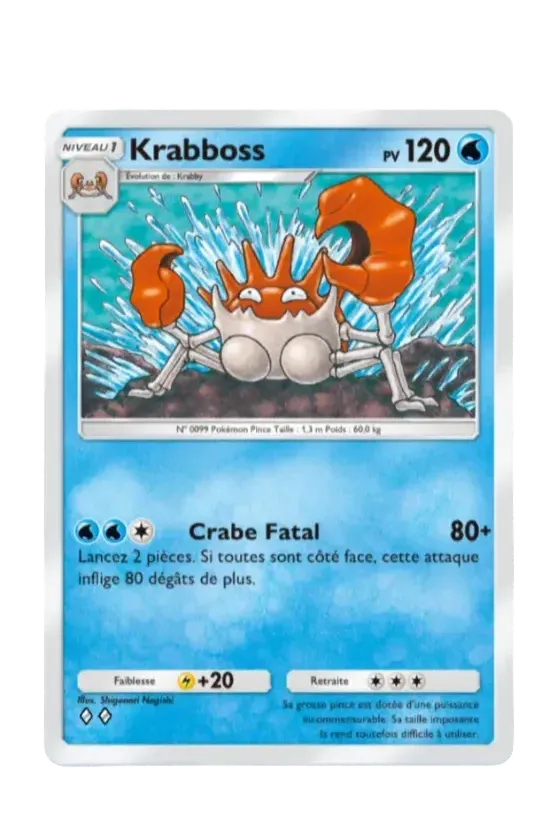 NIVEAU 1 Krabboss PV 120
Évolution de : Krabby
N° 0099 Pokémon Pince Taille : 1,3 m Poids : 60,0 kg
Crabe Fatal 80+
Lancez 2 pièces. Si toutes sont côté face, cette attaque
inflige 80 dégâts de plus.
Faiblesse +20 Retraite
Illus. Shigenori Negishi
Sa grosse pince est dotée d'une puissance
incommensurable. Sa taille imposante
la rend toutefois difficile à utiliser.